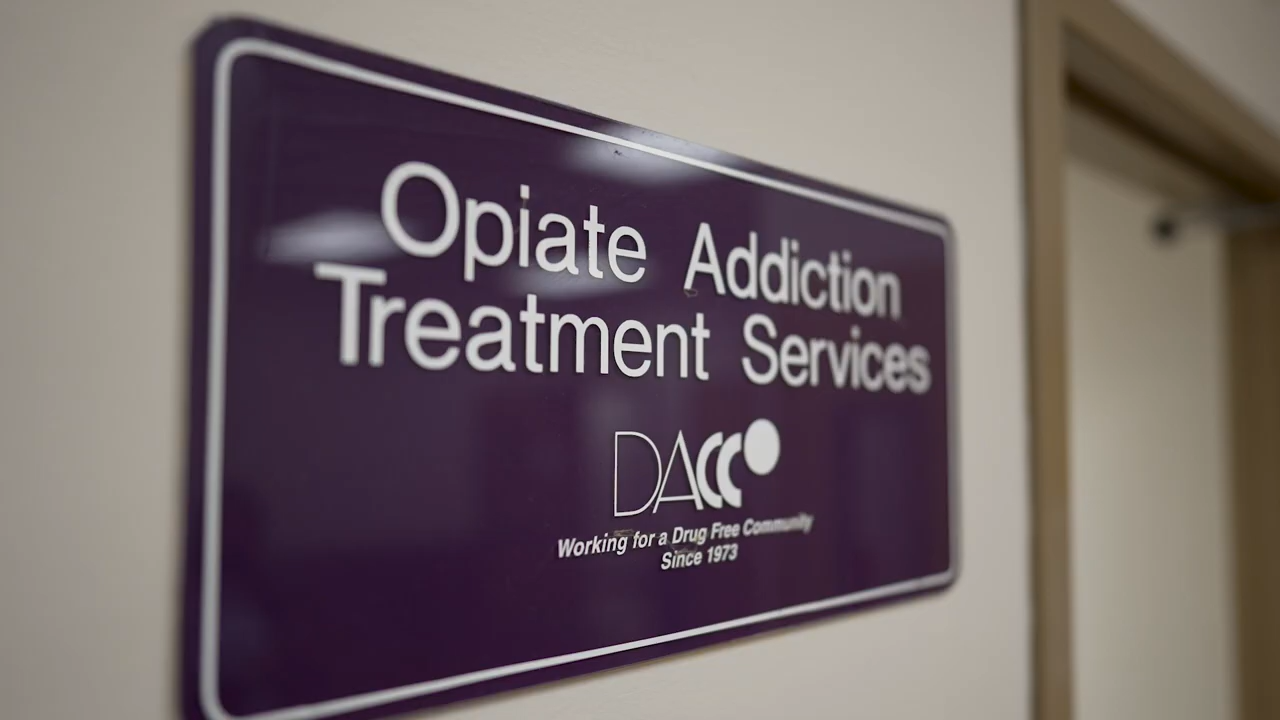 Opiate Addiction
Treatment Services
DACCO
Working for a Drug Free Community
Since 1973